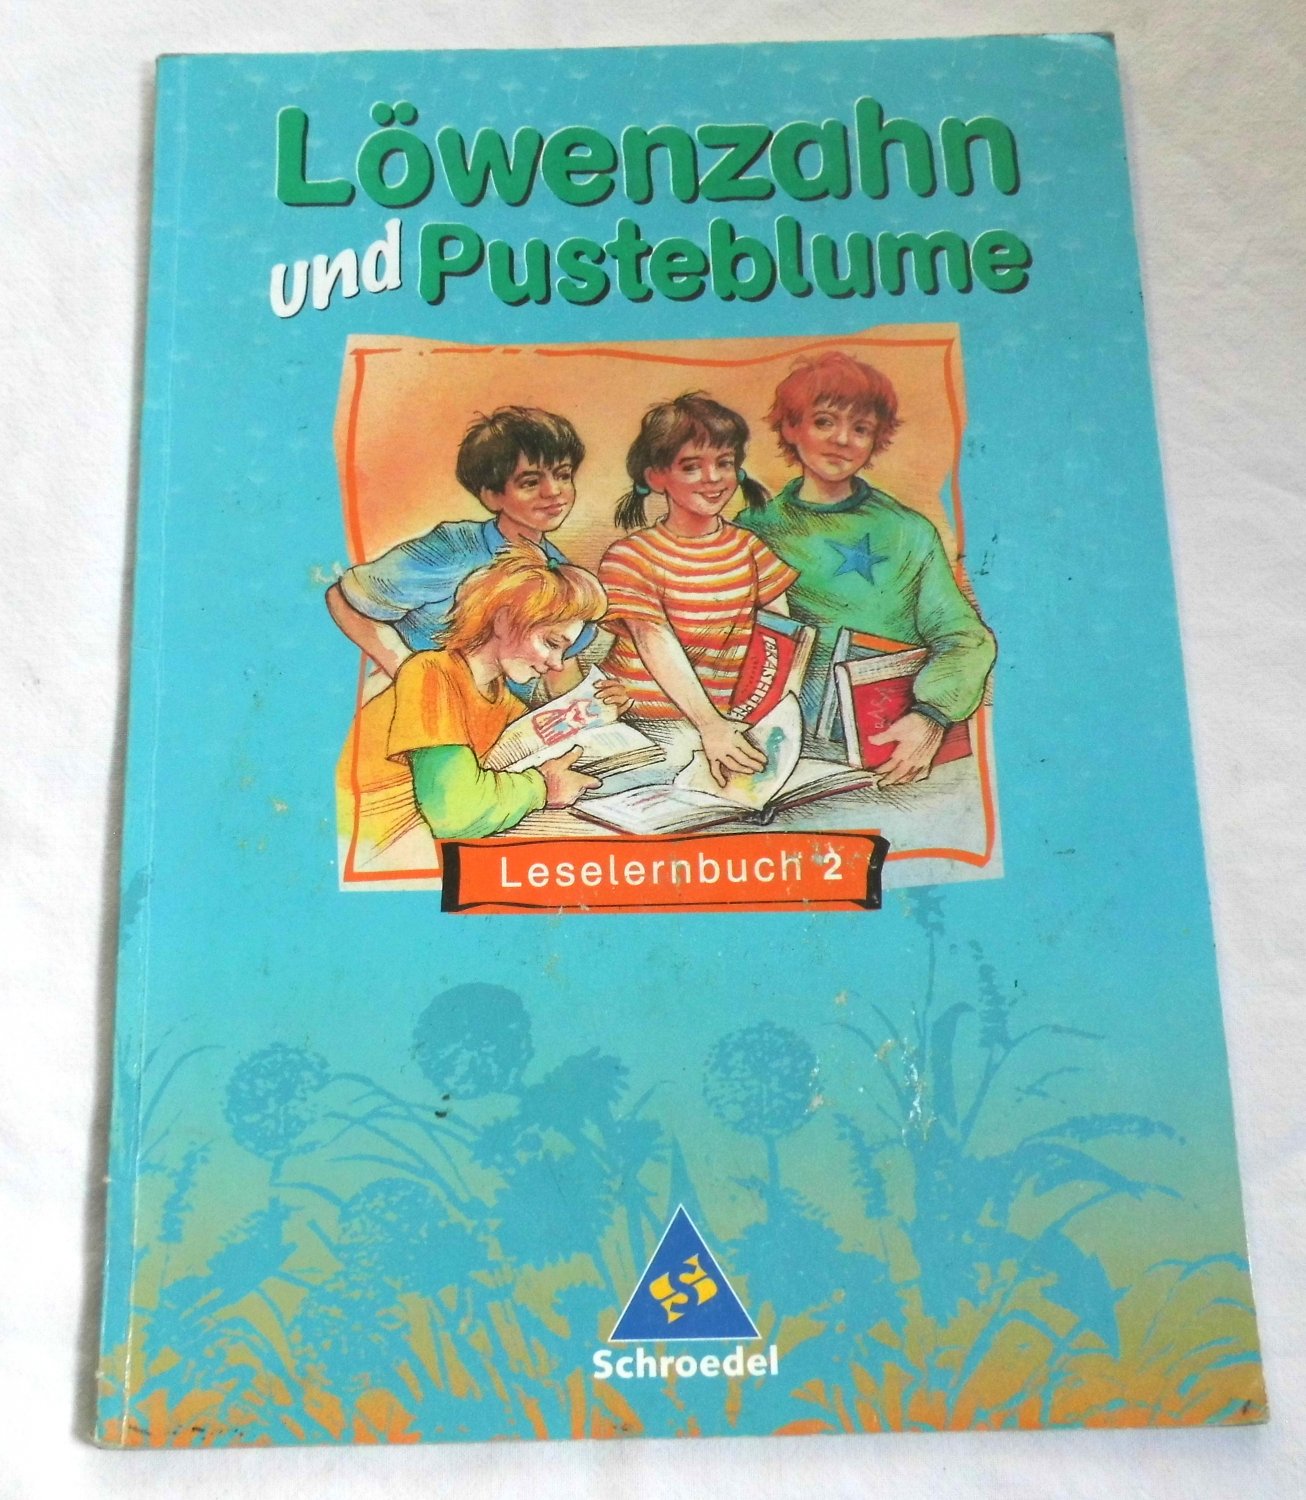 Löwenzahn
und Pusteblume
Leselernbuch 2
Schroedel